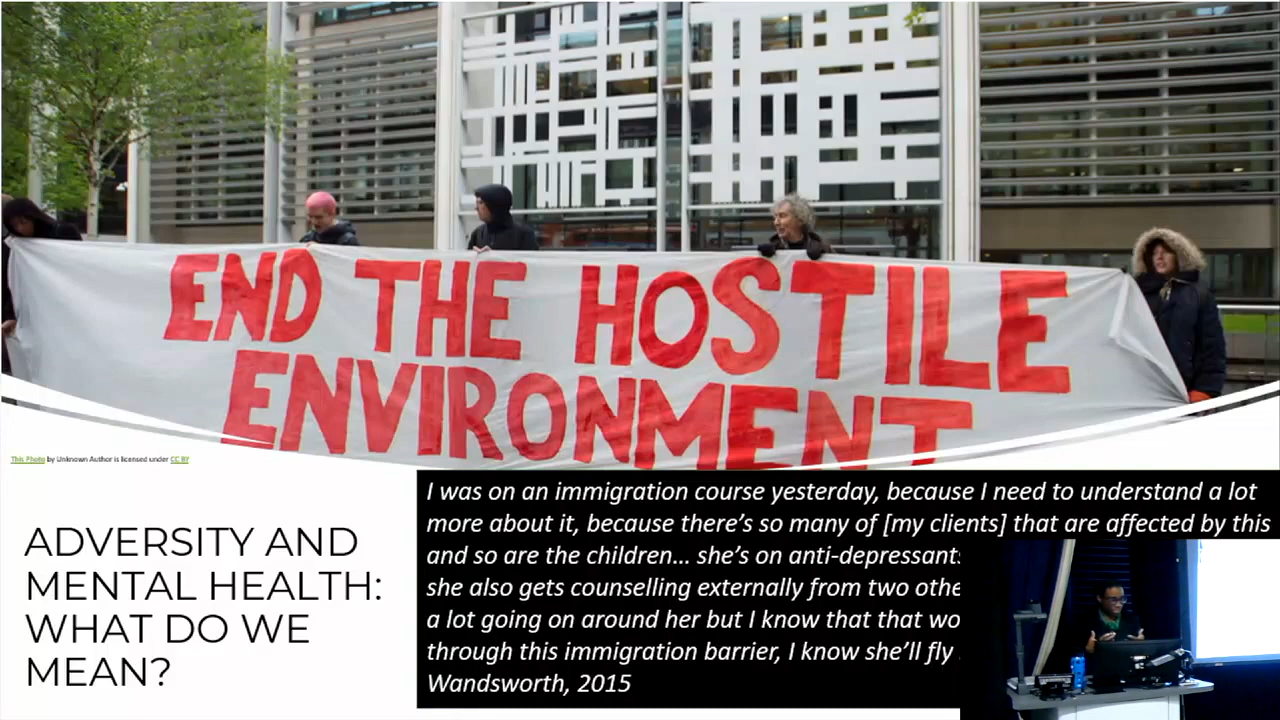 END THE HOSTILE
ENVIRONMENT
This Photo by Unknown Author is licensed under CC BY
ADVERSITY AND
MENTAL HEALTH:
WHAT DO WE
MEAN?
I was on an immigration course yesterday, because I need to understand a lot
more about it, because there's so many of [my clients] that are affected by this
and so are the children... she's on anti-depressants
she also gets counselling externally from two othe
a lot going on around her but I know that that wo
through this immigration barrier, I know she'll fly
Wandsworth, 2015